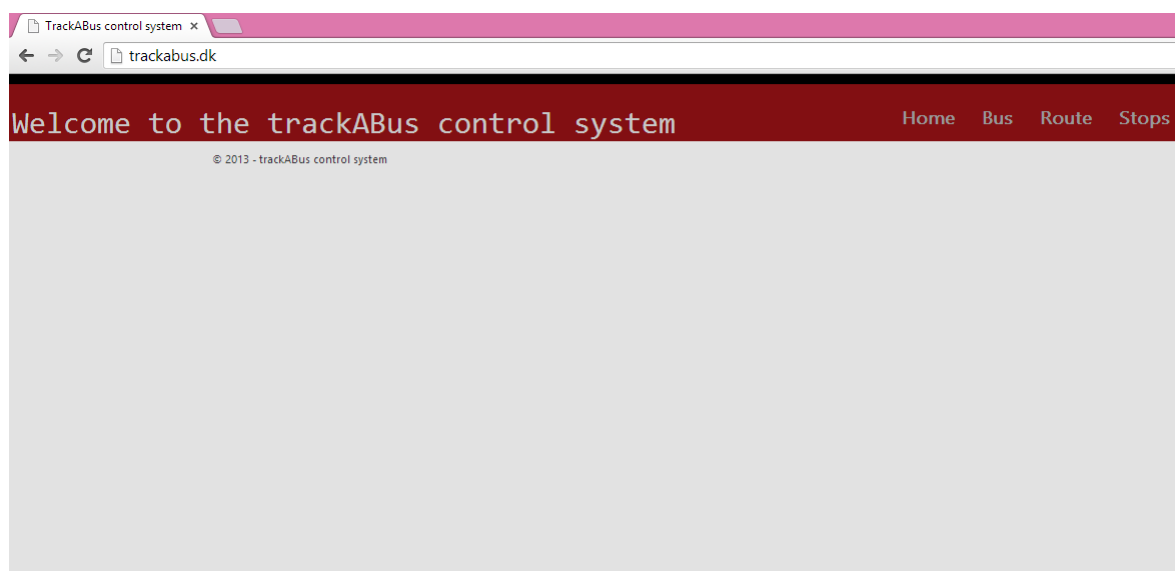 TrackABus control system ×
trackabus.dk
Welcome to the trackABus control system
Home Bus Route Stops
© 2013 - trackABus control system